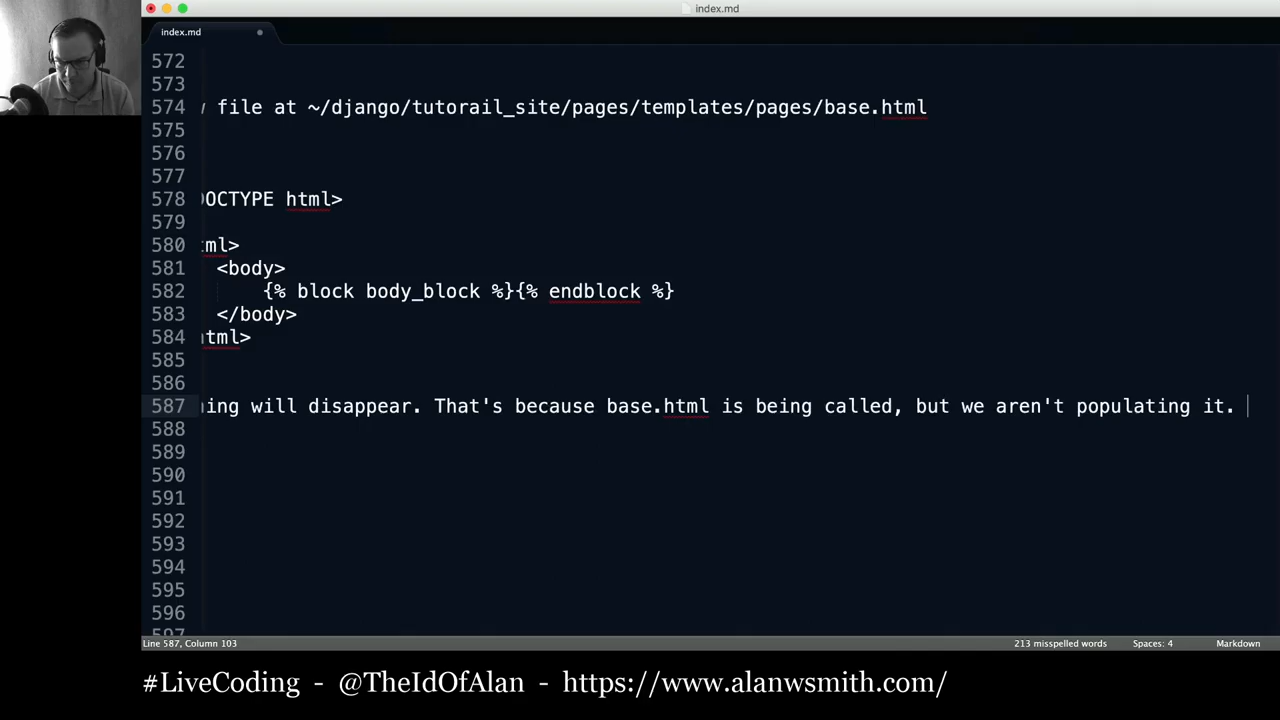 index.md
index.md
572
573
574 file at ~/django/tutorail_site/pages/templates/pages/base.html
575
576
577
578 OCTYPE html>
579
580 ml>
581 <body>
582 {% block body_block %}{% endblock %}
583 </body>
584 tml>
585
586
587 ing will disappear. That's because base.html is being called, but we aren't populating it.
588
589
590
591
592
593
594
595
596
597
Line 587, Column 103 213 misspelled words Spaces: 4 Markdown
#LiveCoding - @TheIdOfAlan - https://www.alanwsmith.com/